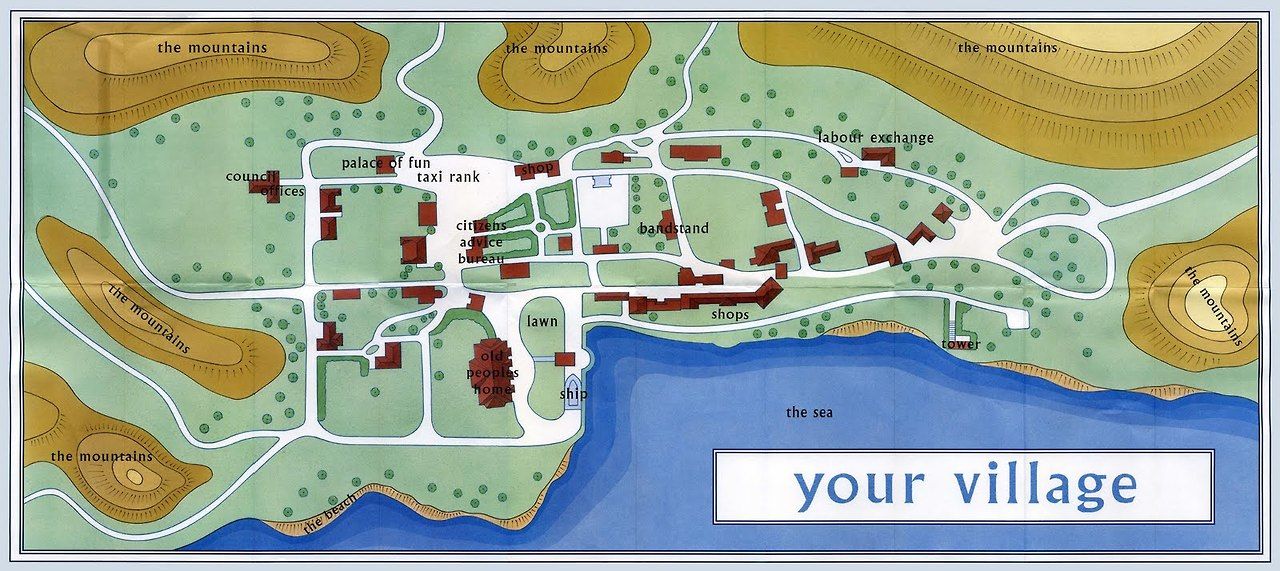 the mountains
the mountains
the mountains
labour exchange
palace of fun
shop
taxi rank
council
offices
citizens
advice
bureau
bandstand
the mountains
the mountains
lawn
shops
tower
old
peoples
home
ship
the sea
the mountains
your village
the beach